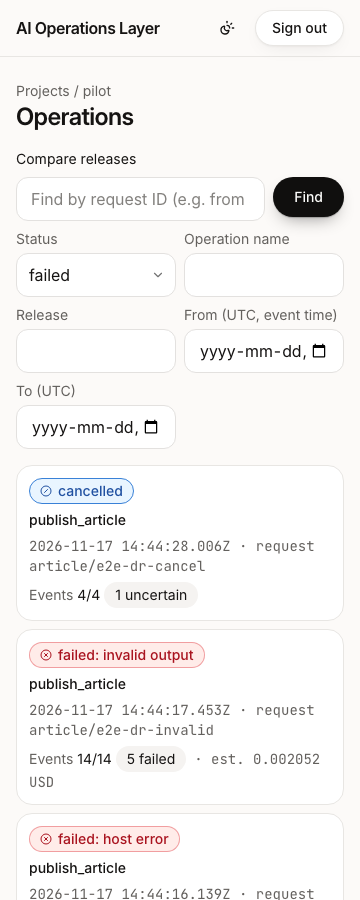 AI Operations Layer
Sign out
Projects / pilot
Operations
Compare releases
Find by request ID (e.g. from
Find
Status
Operation name
failed
Release
From (UTC, event time)
yyyy-mm-dd,
To (UTC)
yyyy-mm-dd,
cancelled
publish_article
2026-11-17 14:44:28.006Z · request
article/e2e-dr-cancel
Events 4/4 1 uncertain
failed: invalid output
publish_article
2026-11-17 14:44:17.453Z · request
article/e2e-dr-invalid
Events 14/14 5 failed · est. 0.002052
USD
failed: host error
publish_article
2026-11-17 14:44:16.139Z · request